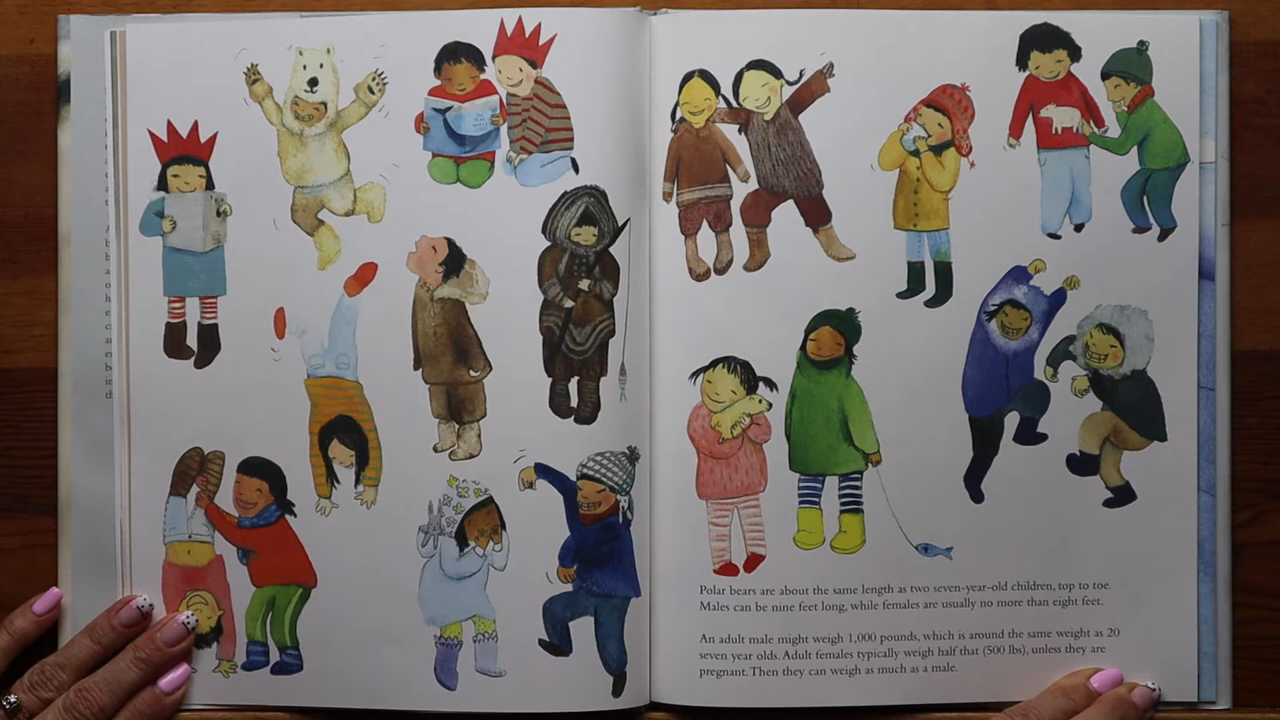 Polar bears are about the same length as two seven-year-old children, top to toe.
Males can be nine feet long, while females are usually no more than eight feet.
An adult male might weigh 1,000 pounds, which is around the same weight as 20
seven year olds. Adult females typically weigh half that (500 lbs), unless they are
pregnant. Then they can weigh as much as a male.